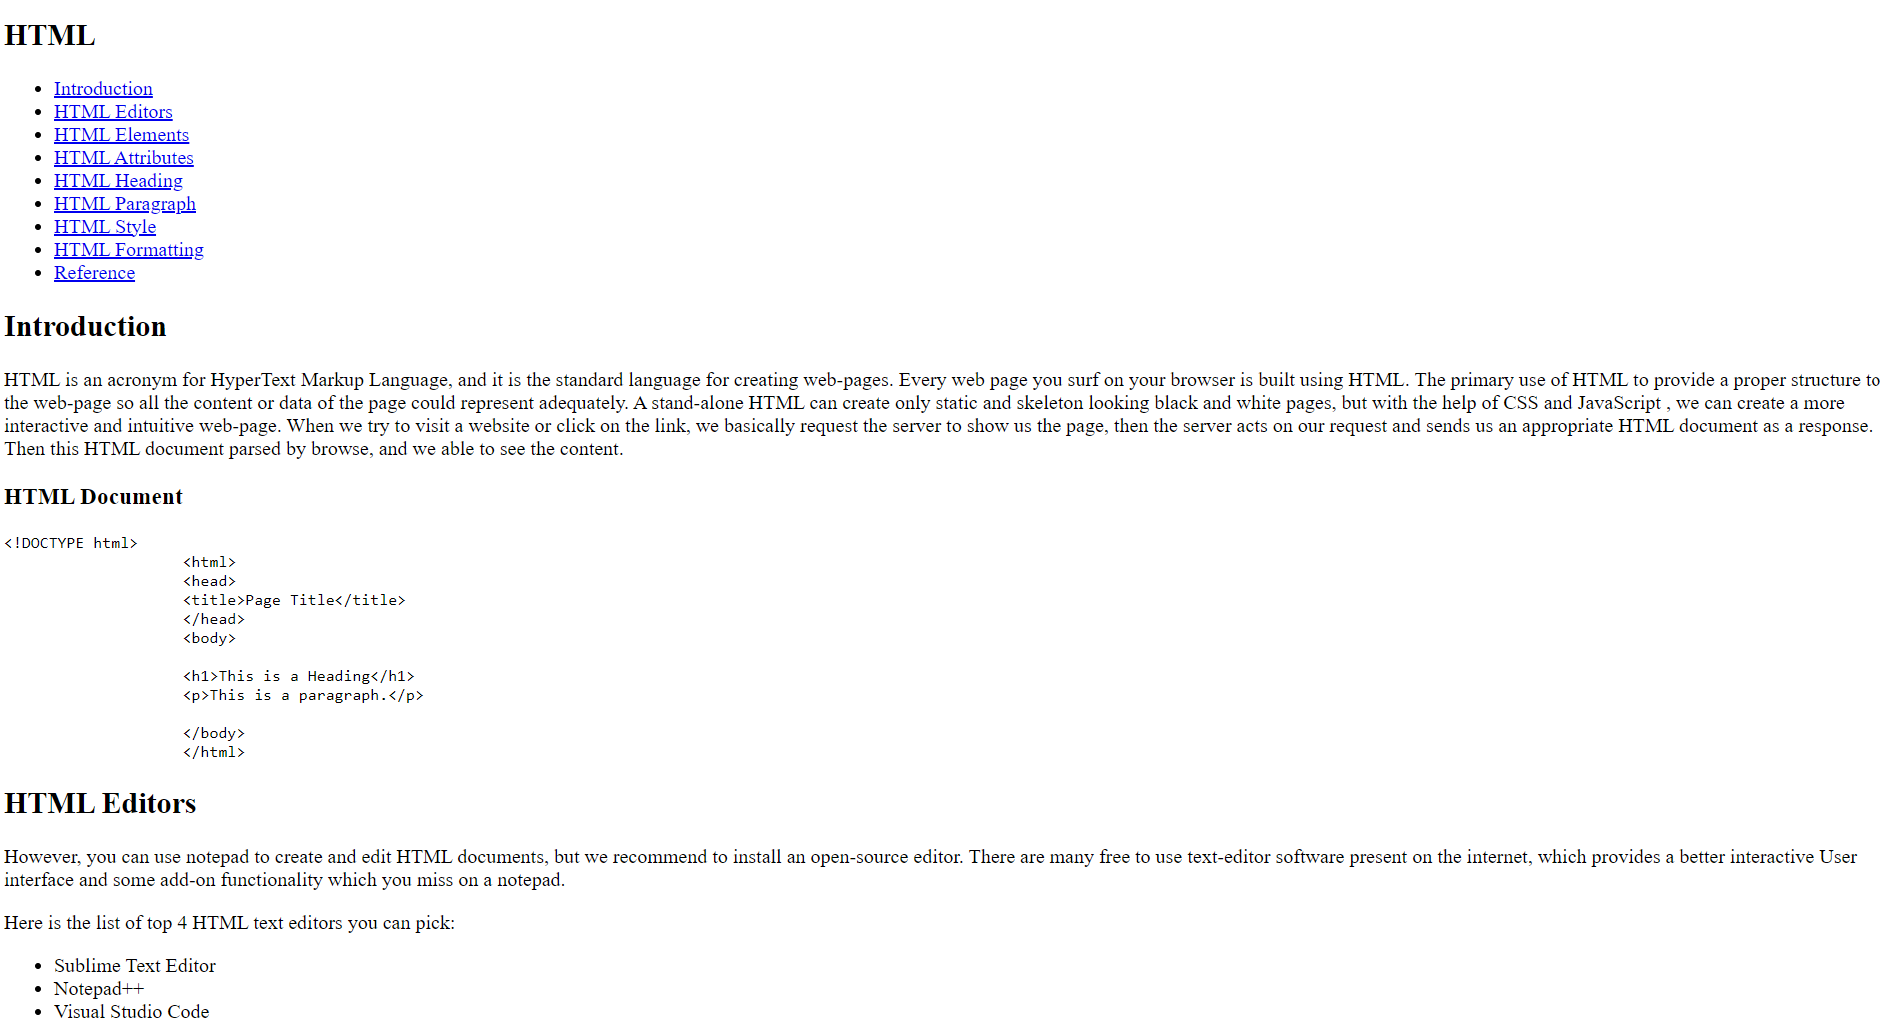 HTML
Introduction
HTML Editors
HTML Elements
HTML Attributes
HTML Heading
HTML Paragraph
HTML Style
HTML Formatting
Reference
Introduction
HTML is an acronym for HyperText Markup Language, and it is the standard language for creating web-pages. Every web page you surf on your browser is built using HTML. The primary use of HTML to provide a proper structure to
the web-page so all the content or data of the page could represent adequately. A stand-alone HTML can create only static and skeleton looking black and white pages, but with the help of CSS and JavaScript , we can create a more
interactive and intuitive web-page. When we try to visit a website or click on the link, we basically request the server to show us the page, then the server acts on our request and sends us an appropriate HTML document as a response.
Then this HTML document parsed by browse, and we able to see the content.
HTML Document
<!DOCTYPE html>
<html>
<head>
<title>Page Title</title>
</head>
<body>
<h1>This is a Heading</h1>
<p>This is a paragraph.</p>
</body>
</html>
HTML Editors
However, you can use notepad to create and edit HTML documents, but we recommend to install an open-source editor. There are many free to use text-editor software present on the internet, which provides a better interactive User
interface and some add-on functionality which you miss on a notepad.
Here is the list of top 4 HTML text editors you can pick:
Sublime Text Editor
Notepad++
Visual Studio Code